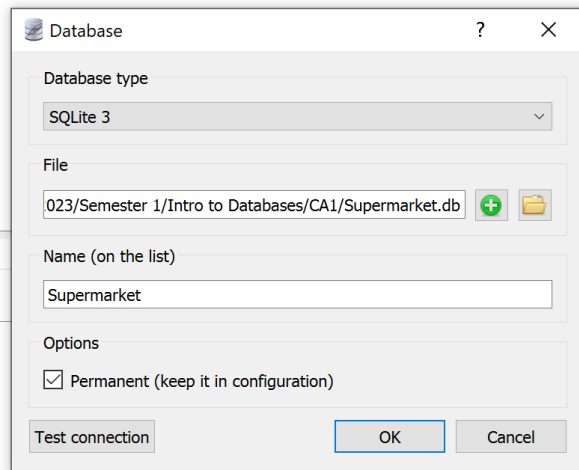 Database
?
Database type
SQLite 3
File
023/Semester 1/Intro to Databases/CA1/Supermarket.db
Name (on the list)
Supermarket
Options
Permanent (keep it in configuration)
Test connection
OK
Cancel